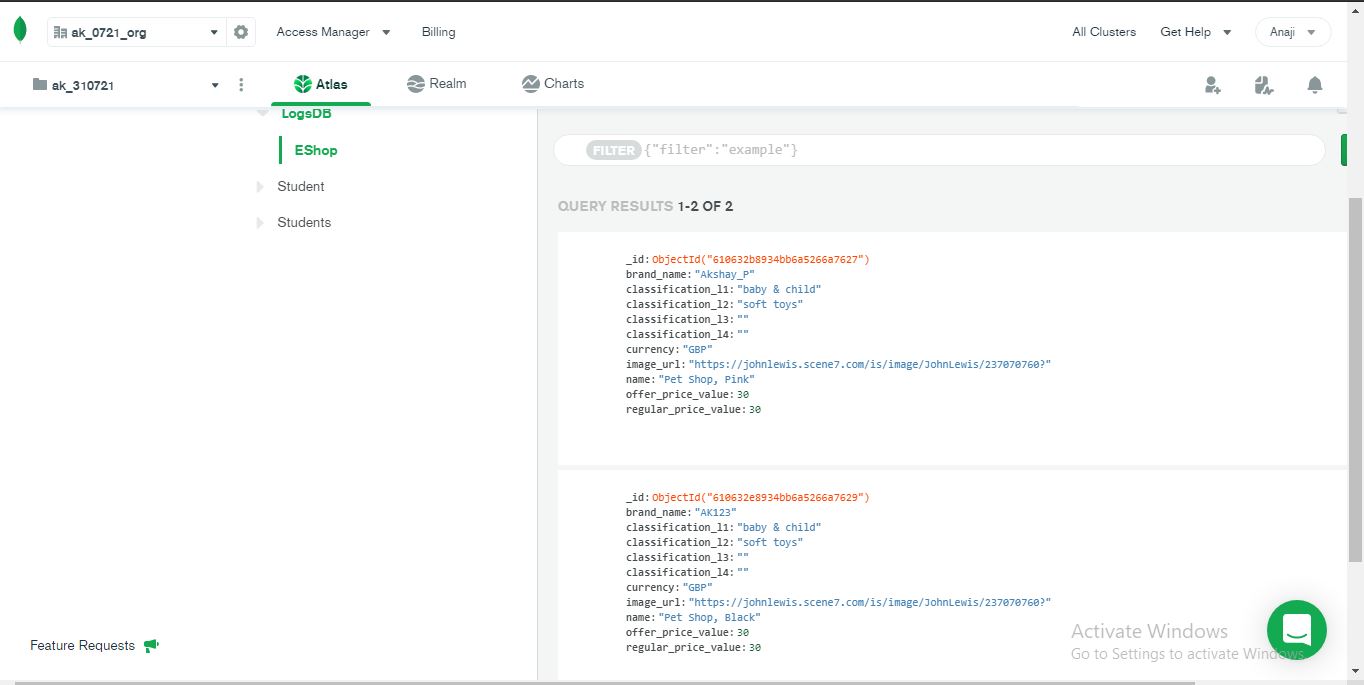 ak_0721_org Access Manager Billing All Clusters Get Help Anaji
ak_310721 Atlas Realm Charts
LogsDB
EShop
Student
Students
Feature Requests
FILTER {"filter":"example"}
QUERY RESULTS 1-2 OF 2
_id: ObjectId("610632b8934bb6a5266a7627")
brand_name: "Akshay_P"
classification_l1: "baby & child"
classification_l2: "soft toys"
classification_l3: ""
classification_l4: ""
currency: "GBP"
image_url: "https://johnlewis.scene7.com/is/image/JohnLewis/237070760?"
name: "Pet Shop, Pink"
offer_price_value: 30
regular_price_value: 30
_id: ObjectId("610632e8934bb6a5266a7629")
brand_name: "AK123"
classification_l1: "baby & child"
classification_l2: "soft toys"
classification_l3: ""
classification_l4: ""
currency: "GBP"
image_url: "https://johnlewis.scene7.com/is/image/JohnLewis/237070760?"
name: "Pet Shop, Black"
offer_price_value: 30
regular_price_value: 30
Activate Windows
Go to Settings to activate Windows.